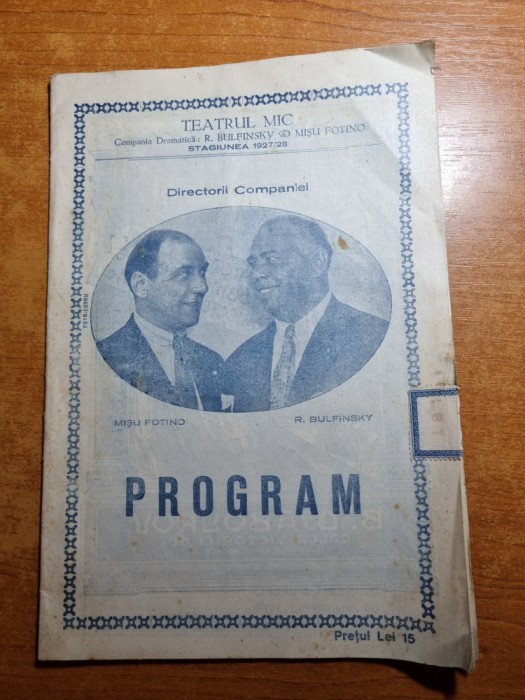 TEATRUL MIC
Compania Dramatică: R. BULFINSKY & MIȘU FOTINO
STAGIUNEA 1927/28
Directorii Companiei
MIȘU FOTINO
R. BULFINSKY
PROGRAM
Prețul Lei 15